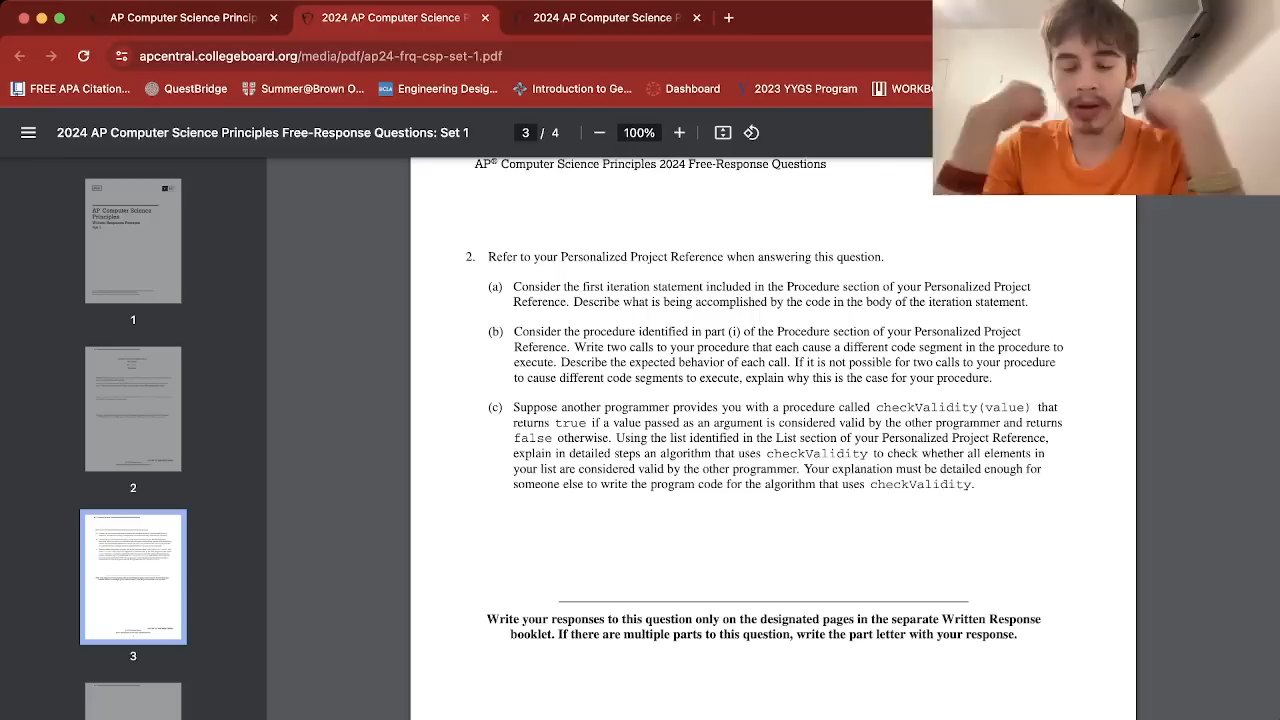 AP Computer Science Princip
2024 AP Computer Science P
2024 AP Computer Science R
apcentral.collegeboard.org/media/pdf/ap24-frq-csp-set-1.pdf
FREE APA Citation... QuestBridge Summer@Brown O... Engineering Desig... Introduction to Ge... Dashboard 2023 YYGS Program WORKBO
2024 AP Computer Science Principles Free-Response Questions: Set 1 3 / 4 100%
AP® Computer Science Principles 2024 Free-Response Questions
AP Computer Science
Principles
1
2
3
2. Refer to your Personalized Project Reference when answering this question.
(a) Consider the first iteration statement included in the Procedure section of your Personalized Project
Reference. Describe what is being accomplished by the code in the body of the iteration statement.
(b) Consider the procedure identified in part (i) of the Procedure section of your Personalized Project
Reference. Write two calls to your procedure that each cause a different code segment in the procedure to
execute. Describe the expected behavior of each call. If it is not possible for two calls to your procedure
to cause different code segments to execute, explain why this is the case for your procedure.
(c) Suppose another programmer provides you with a procedure called checkValidity(value) that
returns true if a value passed as an argument is considered valid by the other programmer and returns
false otherwise. Using the list identified in the List section of your Personalized Project Reference,
explain in detailed steps an algorithm that uses checkValidity to check whether all elements in
your list are considered valid by the other programmer. Your explanation must be detailed enough for
someone else to write the program code for the algorithm that uses checkValidity.
Write your responses to this question only on the designated pages in the separate Written Response
booklet. If there are multiple parts to this question, write the part letter with your response.